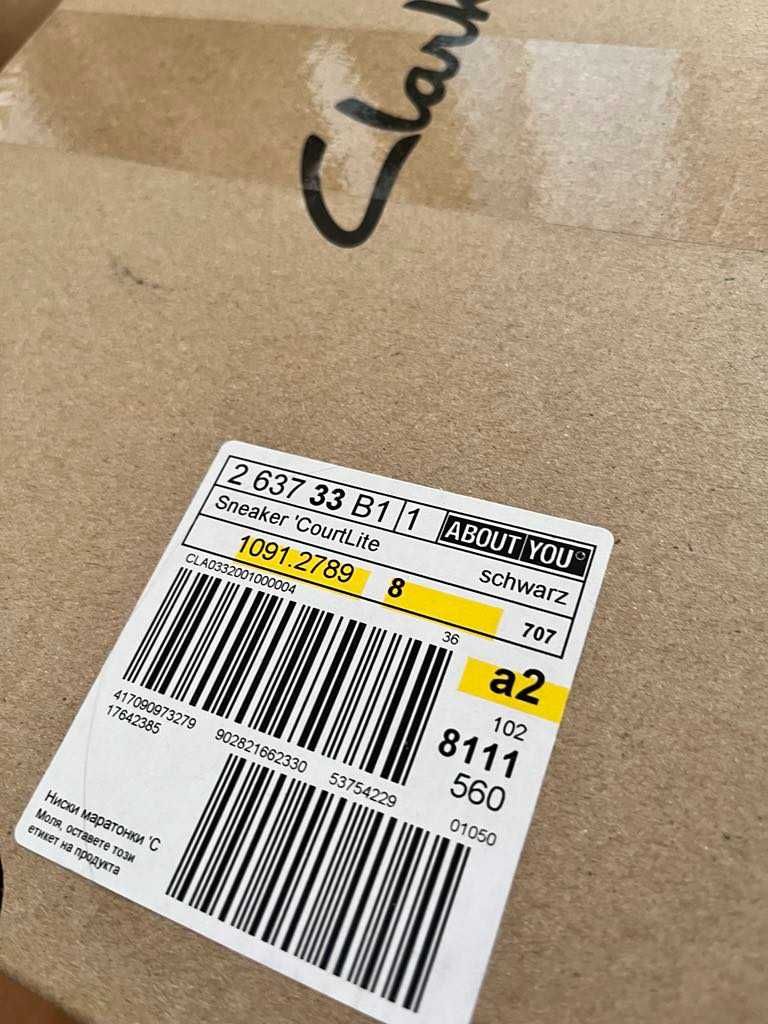 Clark
2 637 33 B1 1 ABOUT YOU
Sneaker 'CourtLite
schwarz
1091.2789 8 707
CLA0332001000004
36
a2
102
8111
560
01050
417090973279
17642385
902821662330 53754229
Ниски маратонки 'C
Моля, оставете този
етикет на продукта